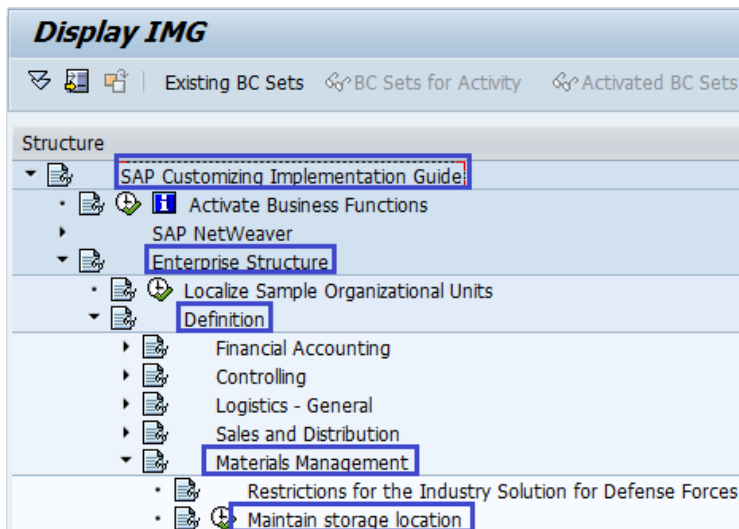 Display IMG
Existing BC Sets BC Sets for Activity Activated BC Sets
Structure
SAP Customizing Implementation Guide
Activate Business Functions
SAP NetWeaver
Enterprise Structure
Localize Sample Organizational Units
Definition
Financial Accounting
Controlling
Logistics - General
Sales and Distribution
Materials Management
Restrictions for the Industry Solution for Defense Forces
Maintain storage location